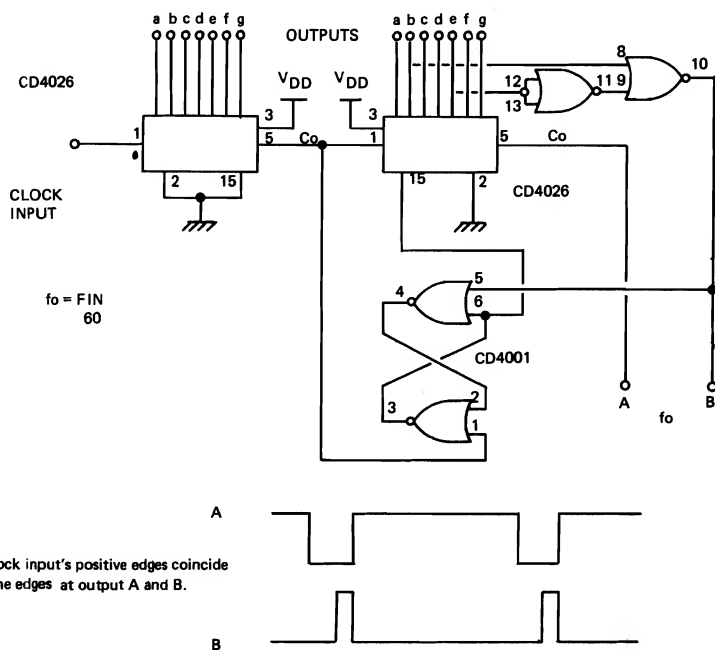 a b c d e f g
a b c d e f g
OUTPUTS
CD4026
VDD
VDD
8
10
12
11 9
13
3
3
1
5
Co
1
5
Co
2
15
15
2
CD4026
CLOCK
INPUT
fo = FIN
60
4
5
6
CD4001
3
2
1
A
B
fo
A
ock input's positive edges coincide
ne edges at output A and B.
B